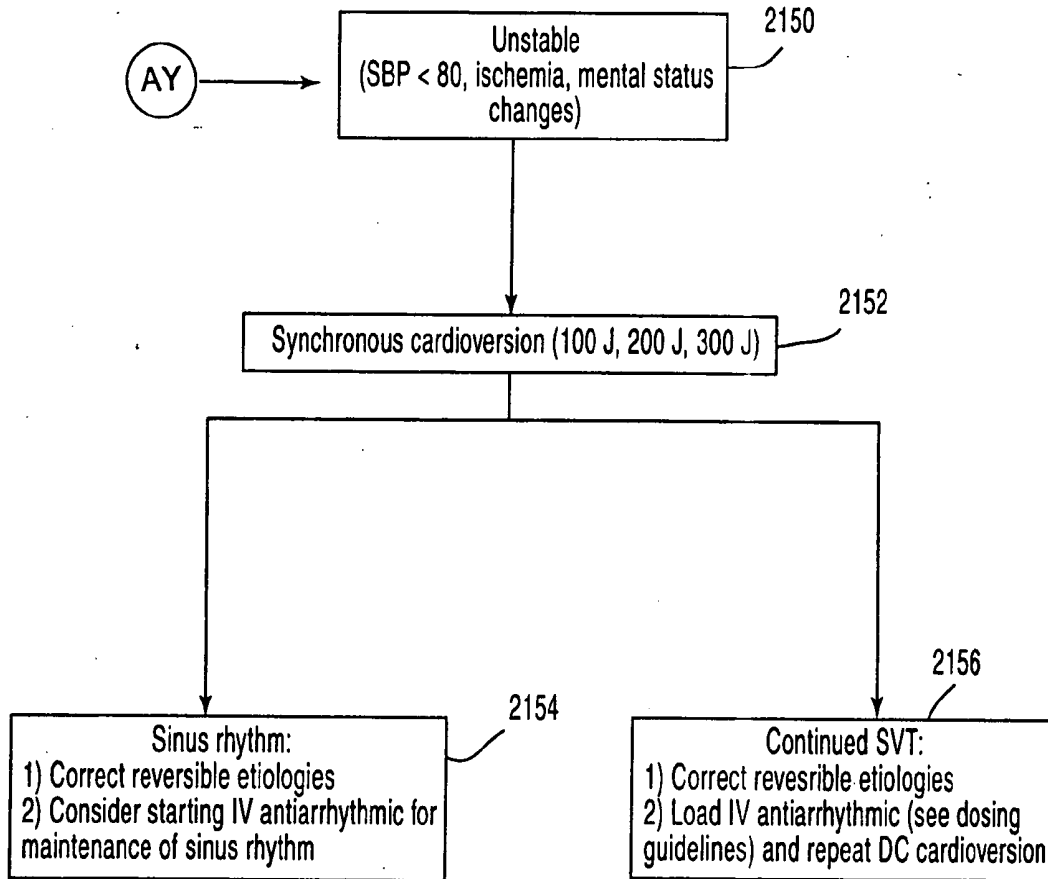 2150
Unstable
(SBP < 80, ischemia, mental status
changes)
AY
2152
Synchronous cardioversion (100 J, 200 J, 300 J)
2154
Sinus rhythm:
1) Correct reversible etiologies
2) Consider starting IV antiarrhythmic for
maintenance of sinus rhythm
2156
Continued SVT:
1) Correct revesrible etiologies
2) Load IV antiarrhythmic (see dosing
guidelines) and repeat DC cardioversion